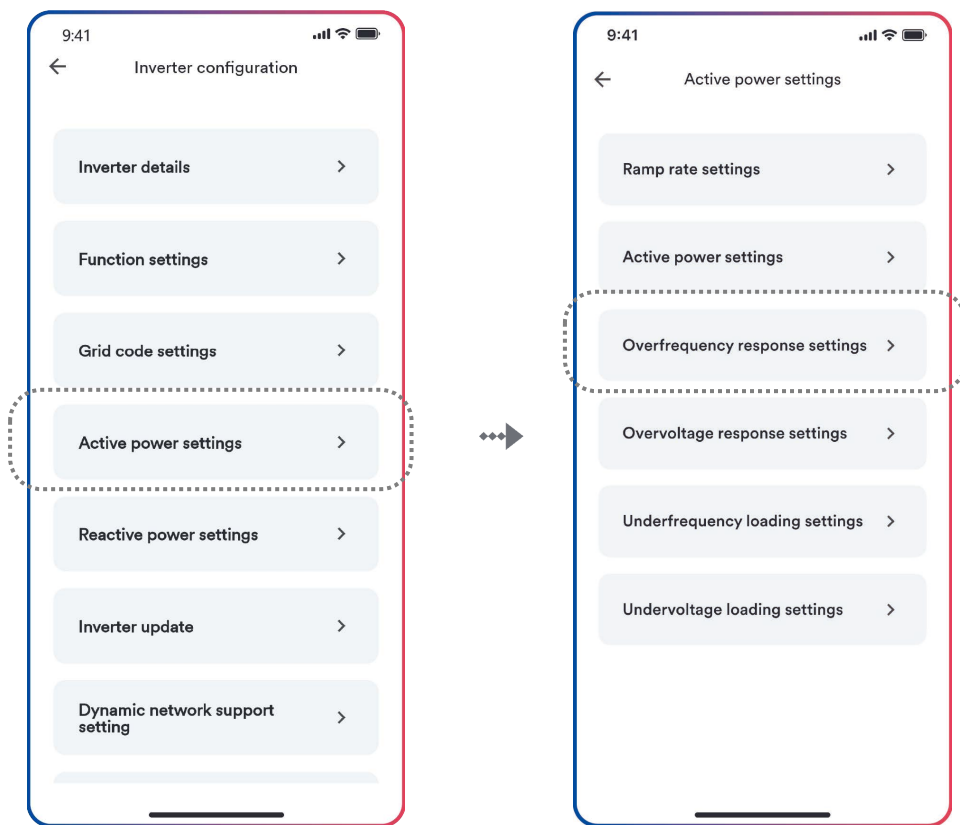 9:41
Inverter configuration
Inverter details
Function settings
Grid code settings
Active power settings
Reactive power settings
Inverter update
Dynamic network support
setting
9:41
Active power settings
Ramp rate settings
Active power settings
Overfrequency response settings
Overvoltage response settings
Underfrequency loading settings
Undervoltage loading settings